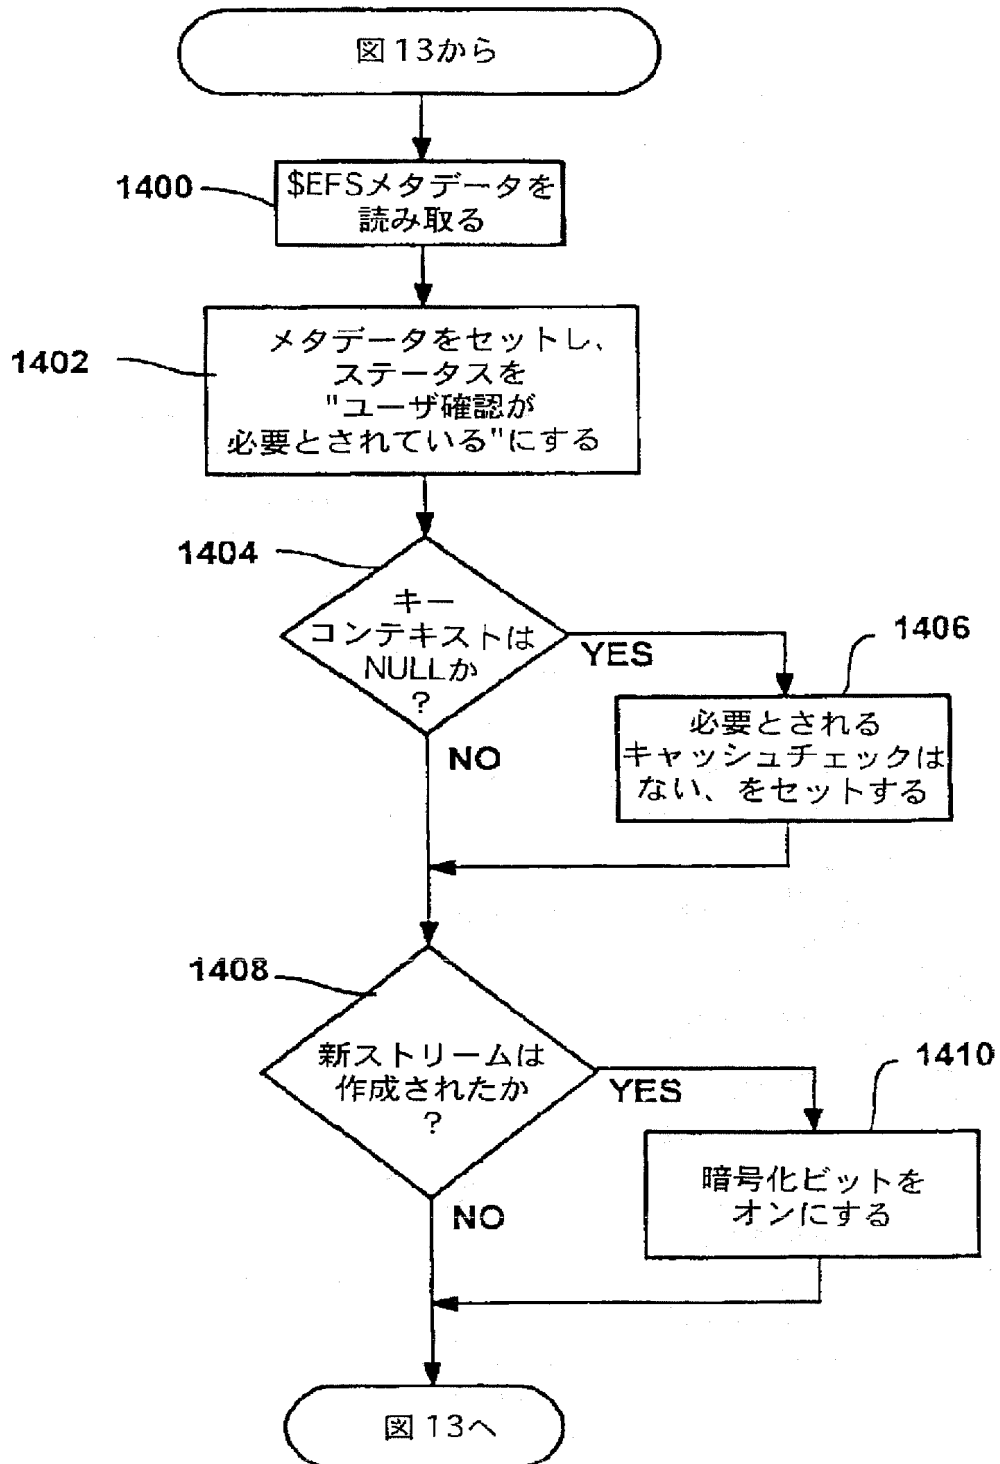 図13から
1400
$EFSメタデータを
読み取る
1402
メタデータをセットし、
ステータスを
"ユーザ確認が
必要とされている"にする
1404
キー
コンテキストは
NULLか
?
YES
NO
1406
必要とされる
キャッシュチェックは
ない、をセットする
1408
新ストリームは
作成されたか
?
YES
NO
1410
暗号化ビットを
オンにする
図13へ